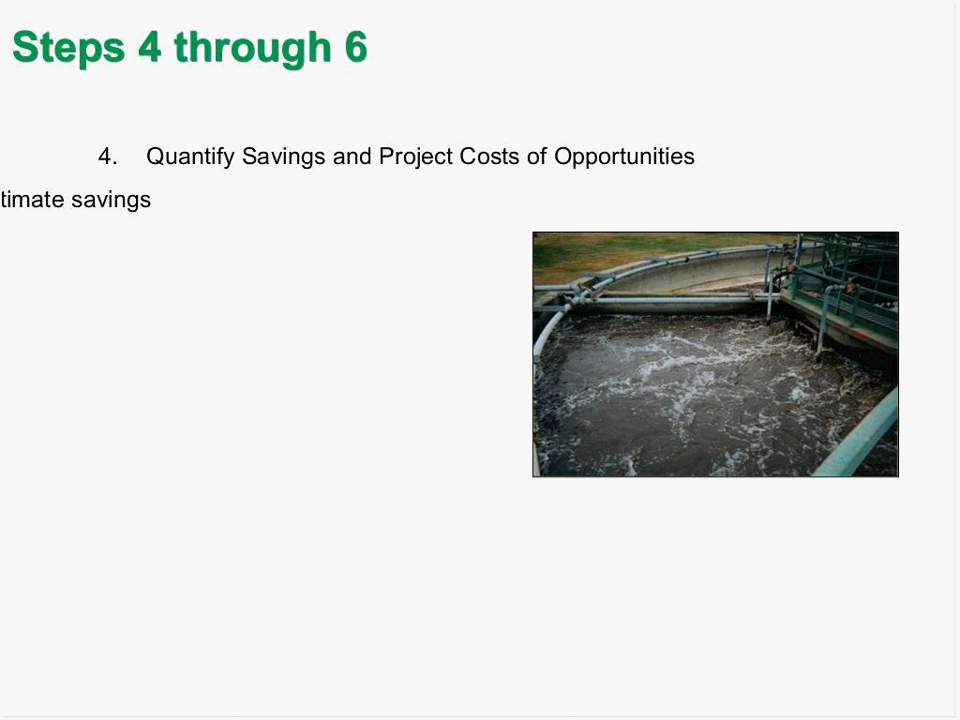 Steps 4 through 6
4. Quantify Savings and Project Costs of Opportunities
timate savings